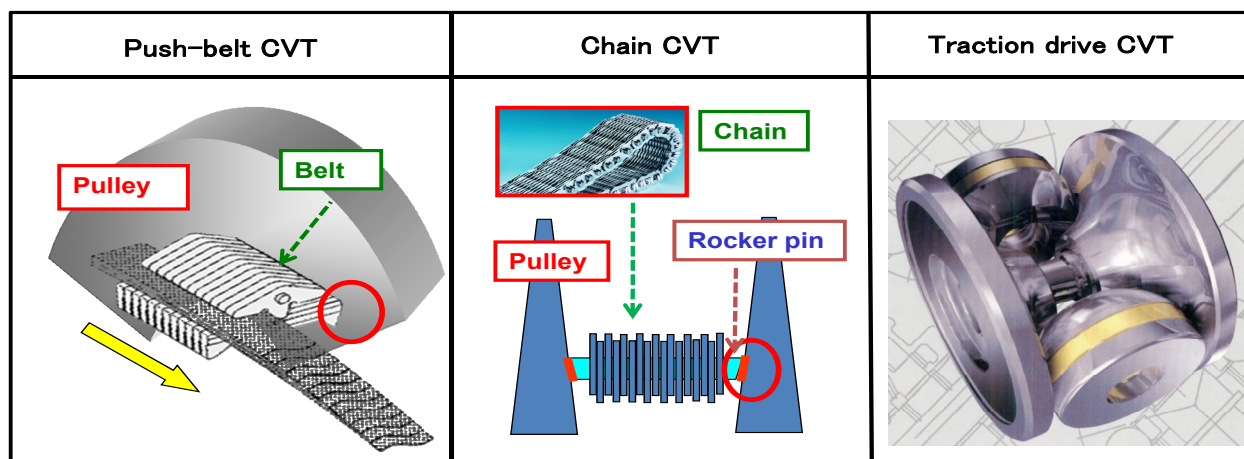 Push-belt CVT
Chain CVT
Traction drive CVT
Pulley
Belt
Chain
Pulley
Rocker pin